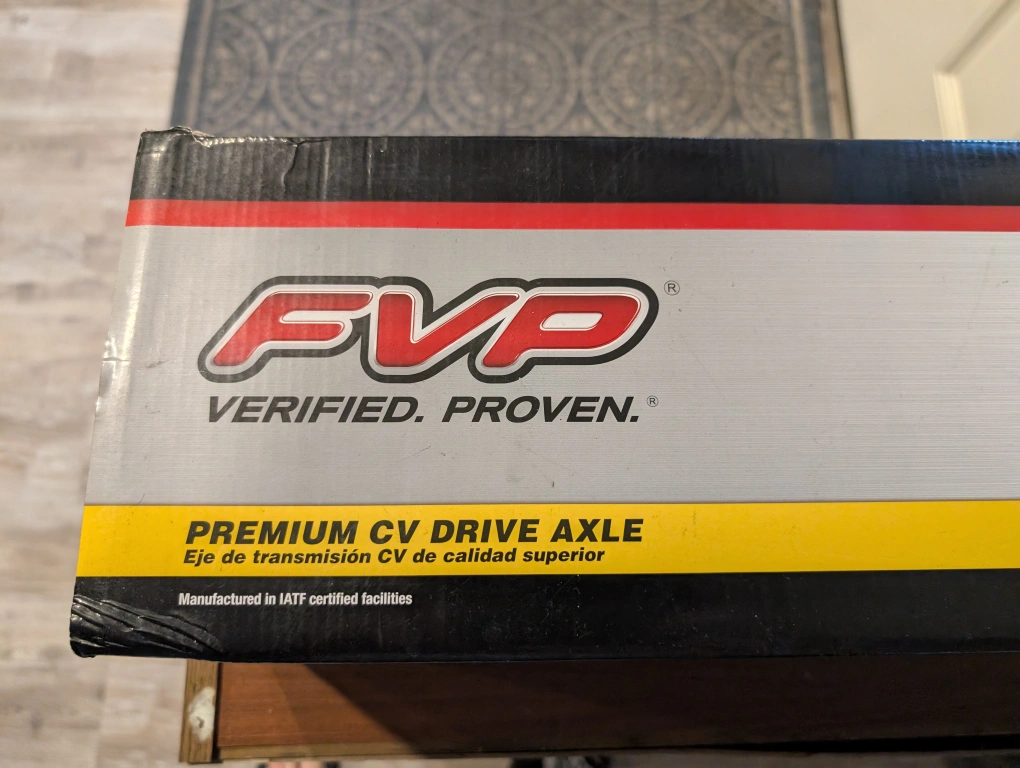 FVP®
VERIFIED. PROVEN.®
PREMIUM CV DRIVE AXLE
Eje de transmisión CV de calidad superior
Manufactured in IATF certified facilities